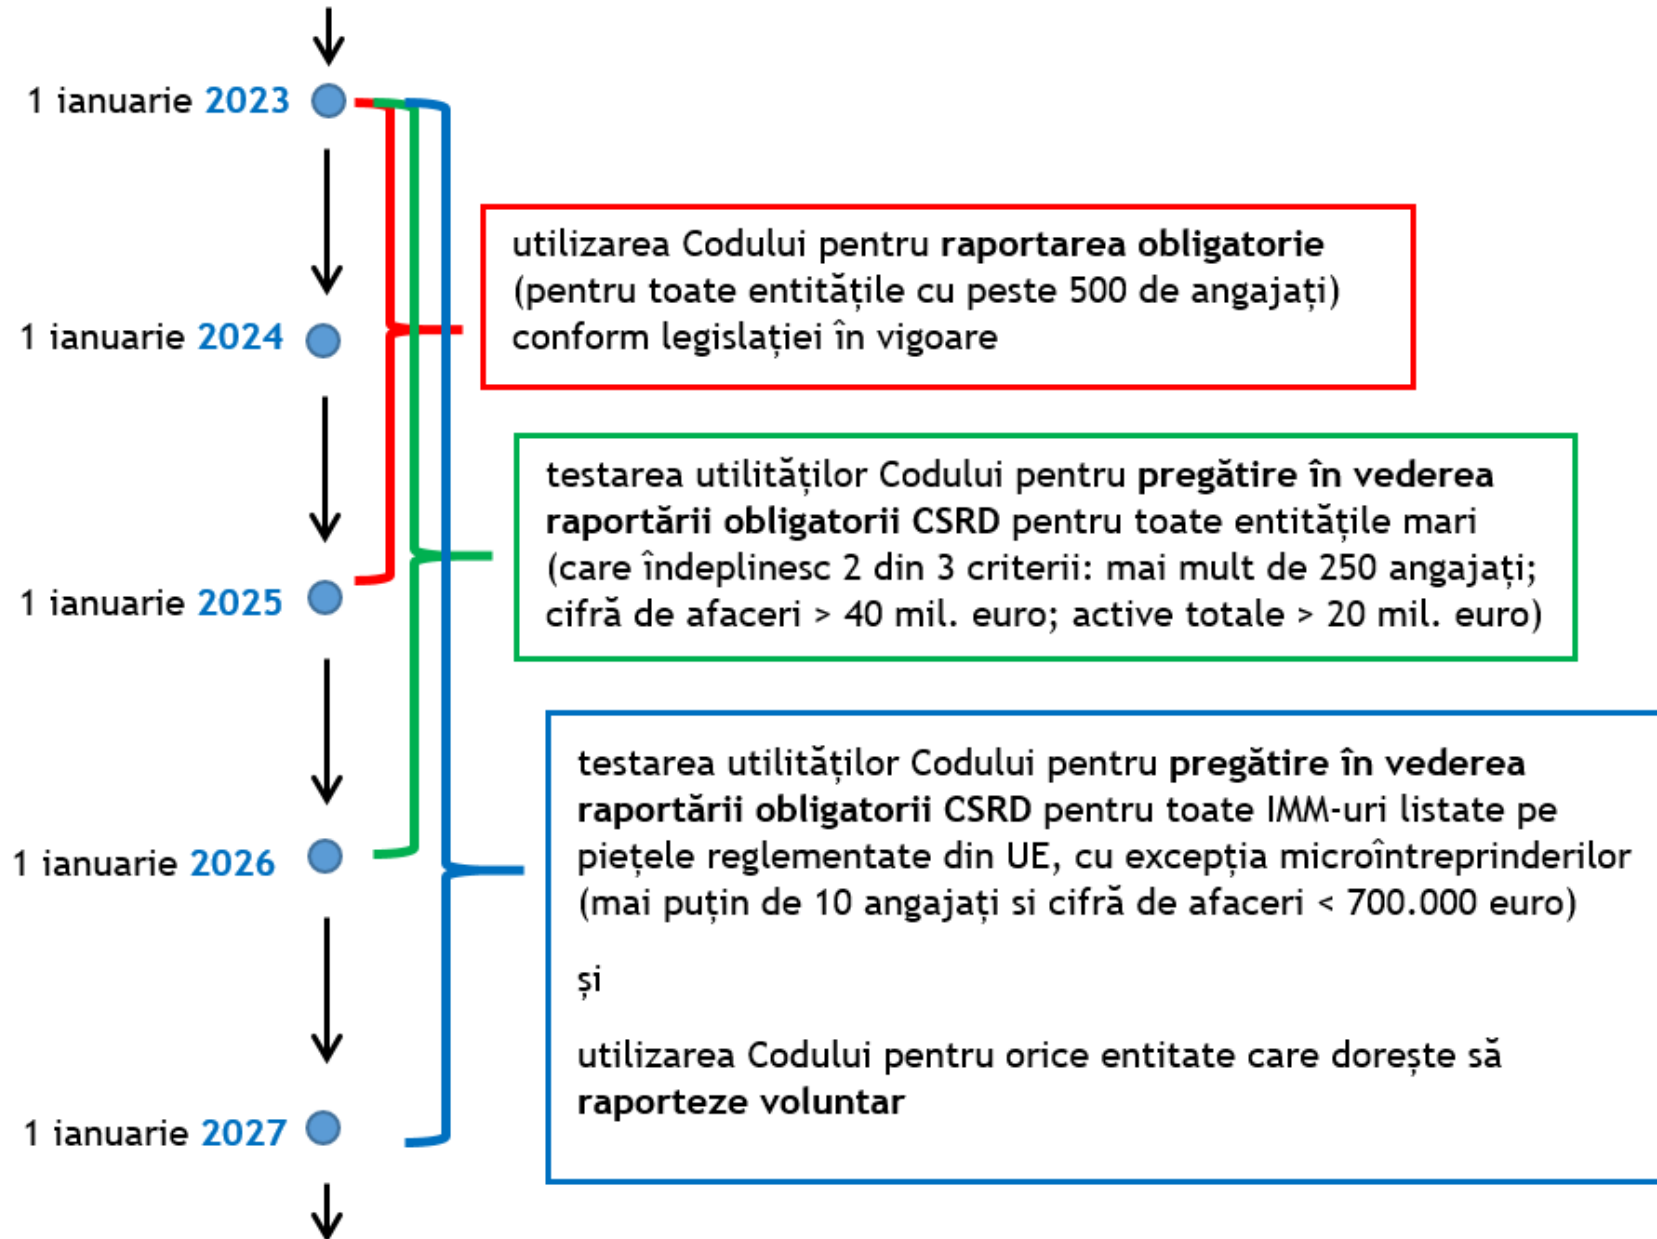 1 ianuarie 2023
utilizarea Codului pentru raportarea obligatorie
(pentru toate entitățile cu peste 500 de angajați)
conform legislației în vigoare
1 ianuarie 2024
testarea utilităților Codului pentru pregătire în vederea
raportării obligatorii CSRD pentru toate entitățile mari
(care îndeplinesc 2 din 3 criterii: mai mult de 250 angajați;
cifră de afaceri > 40 mil. euro; active totale > 20 mil. euro)
1 ianuarie 2025
testarea utilităților Codului pentru pregătire în vederea
raportării obligatorii CSRD pentru toate IMM-uri listate pe
piețele reglementate din UE, cu excepția microîntreprinderilor
(mai puțin de 10 angajați si cifră de afaceri < 700.000 euro)
și
utilizarea Codului pentru orice entitate care dorește să
raporteze voluntar
1 ianuarie 2026
1 ianuarie 2027